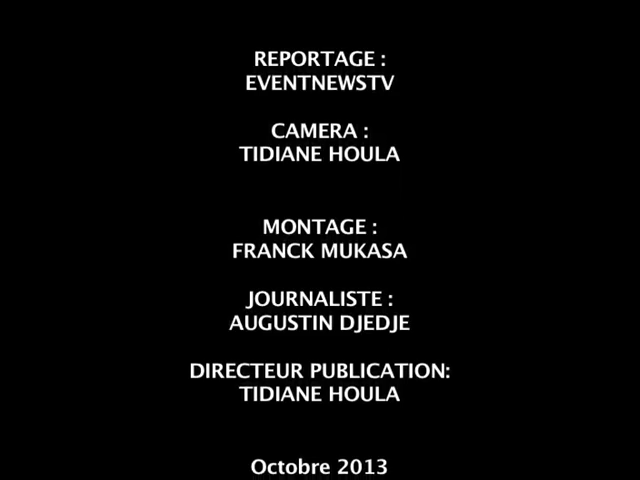 REPORTAGE :
EVENTNEWSTV
CAMERA :
TIDIANE HOULA
MONTAGE :
FRANCK MUKASA
JOURNALISTE :
AUGUSTIN DJEDJE
DIRECTEUR PUBLICATION:
TIDIANE HOULA
Octobre 2013